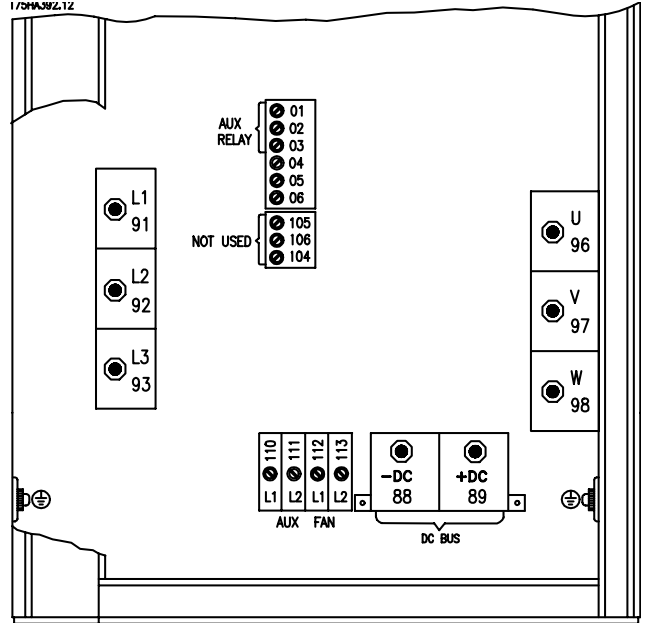 175HA392.12
01
AUX 02
RELAY 03
04
05
06
L1
91
105
NOT USED 106
104
U
96
L2
92
V
97
L3
93
W
98
110 111 112 113
L1 L2 L1 L2
AUX FAN
-DC +DC
88 89
DC BUS